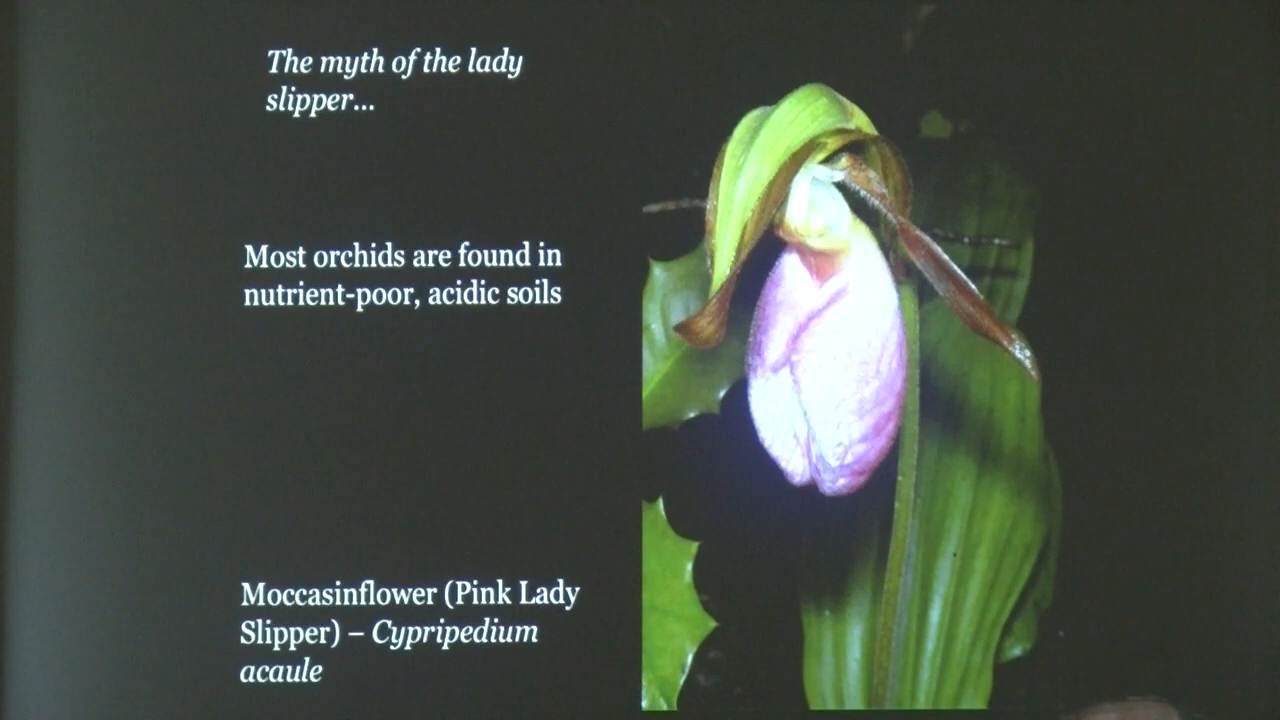 The myth of the lady
slipper...
Most orchids are found in
nutrient-poor, acidic soils
Moccasinflower (Pink Lady
Slipper) – Cypripedium
acaule